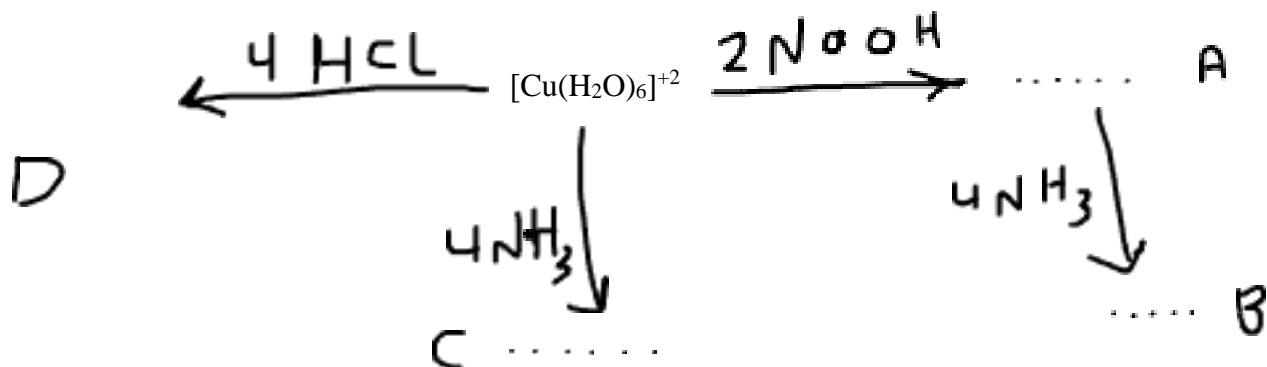 4 HCL [Cu(H2O)6]+2 2 NaOH ...... A
D
4NH3 4NH3
C ...... ..... B